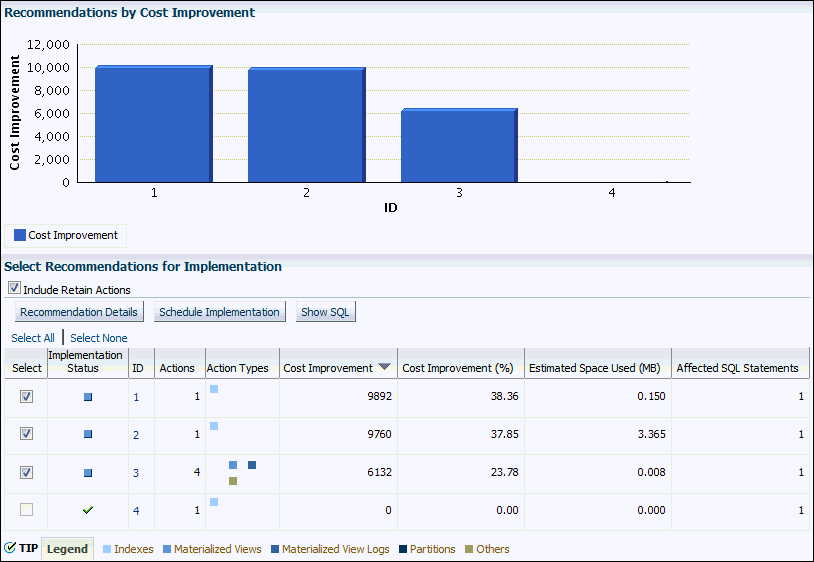 Recommendations by Cost Improvement
12,000
10,000
8,000
6,000
4,000
2,000
0
Cost Improvement
1 2 3 4
ID
Cost Improvement
Select Recommendations for Implementation
Include Retain Actions
Recommendation Details Schedule Implementation Show SQL
Select All Select None
Select Implementation Status ID Actions Action Types Cost Improvement Cost Improvement (%) Estimated Space Used (MB) Affected SQL Statements
1 1 9892 38.36 0.150 1
2 1 9760 37.85 3.365 1
3 4 6132 23.78 0.008 1
4 1 0 0.00 0.000 1
TIP Legend Indexes Materialized Views Materialized View Logs Partitions Others